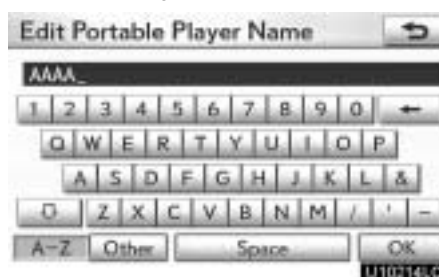 Edit Portable Player Name
AAAA_
1 2 3 4 5 6 7 8 9 0 ←
Q W E R T Y U I O P
A S D F G H J K L &
Z X C V B N M / ' -
A-Z Other Space OK